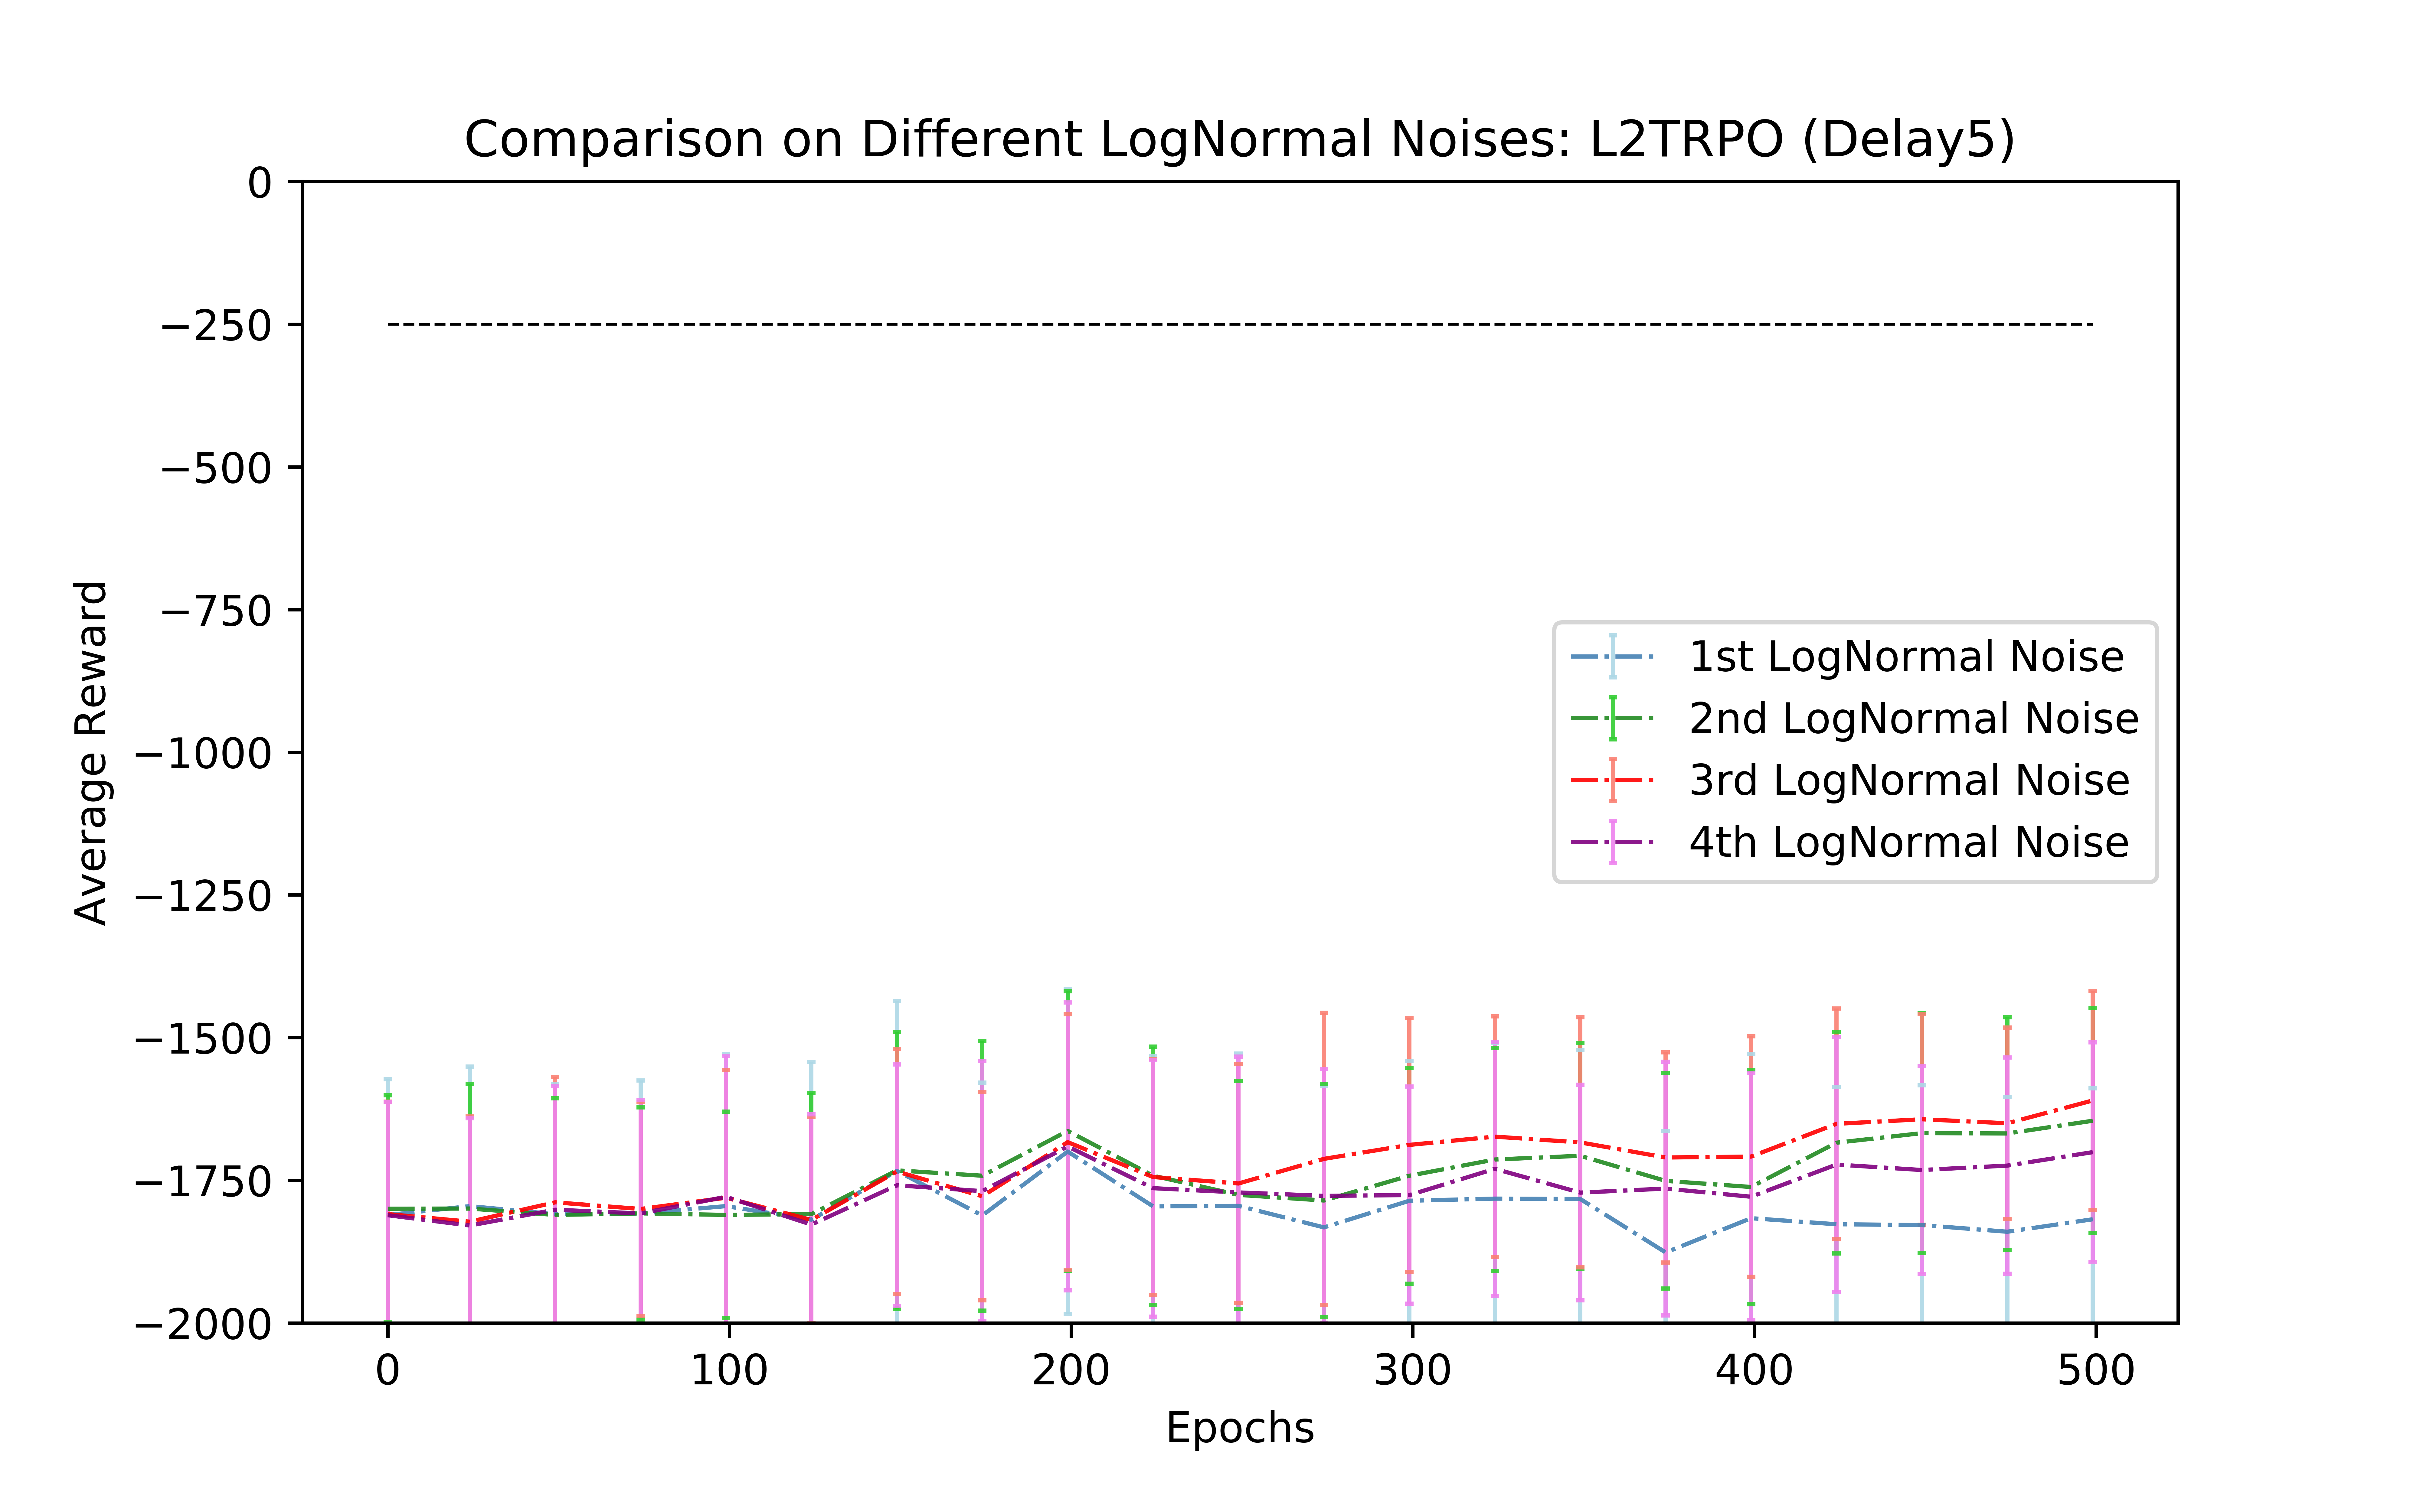 Comparison on Different LogNormal Noises: L2TRPO (Delay5)
0
−250
−500
−750
−1000
−1250
−1500
−1750
−2000
Average Reward
1st LogNormal Noise
2nd LogNormal Noise
3rd LogNormal Noise
4th LogNormal Noise
0 100 200 300 400 500
Epochs